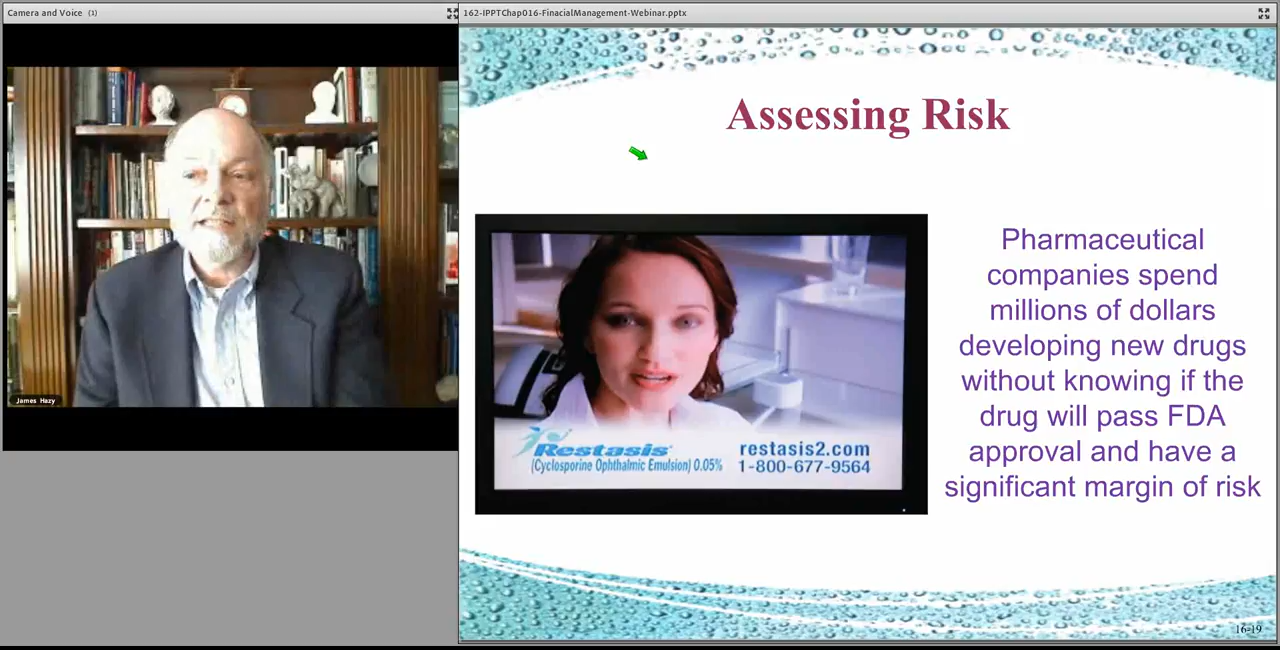 Camera and Voice (1)
James Hazy
162-IPPTChap016-FinacialManagement-Webinar.pptx
Assessing Risk
Restasis
(Cyclosporine Ophthalmic Emulsion) 0.05%
restasis2.com
1-800-677-9564
Pharmaceutical
companies spend
millions of dollars
developing new drugs
without knowing if the
drug will pass FDA
approval and have a
significant margin of risk
16-19